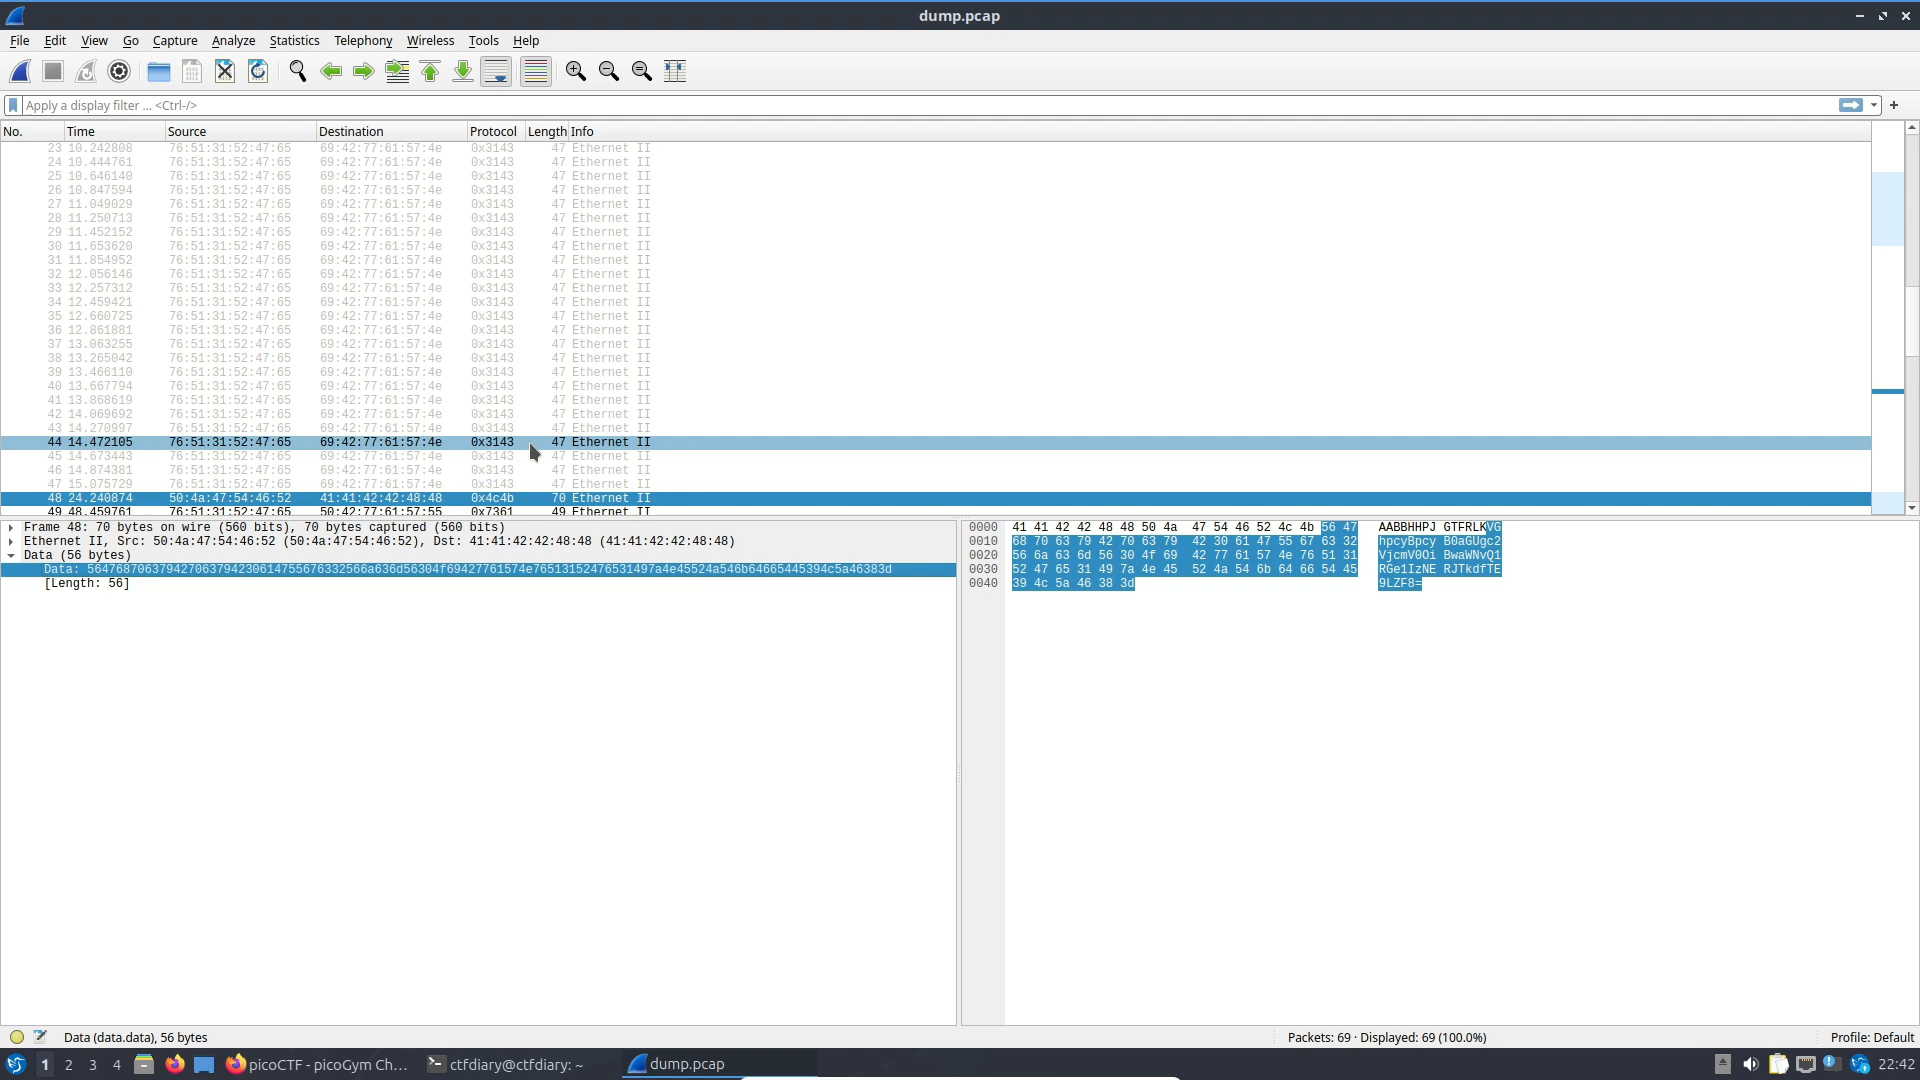 dump.pcap
File Edit View Go Capture Analyze Statistics Telephony Wireless Tools Help
Apply a display filter ... <Ctrl-/>
No. Time Source Destination Protocol Length Info
23 10.242808 76:51:31:52:47:65 69:42:77:61:57:4e 0x3143 47 Ethernet II
24 10.444761 76:51:31:52:47:65 69:42:77:61:57:4e 0x3143 47 Ethernet II
25 10.646140 76:51:31:52:47:65 69:42:77:61:57:4e 0x3143 47 Ethernet II
26 10.847594 76:51:31:52:47:65 69:42:77:61:57:4e 0x3143 47 Ethernet II
27 11.049029 76:51:31:52:47:65 69:42:77:61:57:4e 0x3143 47 Ethernet II
28 11.250713 76:51:31:52:47:65 69:42:77:61:57:4e 0x3143 47 Ethernet II
29 11.452152 76:51:31:52:47:65 69:42:77:61:57:4e 0x3143 47 Ethernet II
30 11.653620 76:51:31:52:47:65 69:42:77:61:57:4e 0x3143 47 Ethernet II
31 11.854952 76:51:31:52:47:65 69:42:77:61:57:4e 0x3143 47 Ethernet II
32 12.056146 76:51:31:52:47:65 69:42:77:61:57:4e 0x3143 47 Ethernet II
33 12.257312 76:51:31:52:47:65 69:42:77:61:57:4e 0x3143 47 Ethernet II
34 12.459421 76:51:31:52:47:65 69:42:77:61:57:4e 0x3143 47 Ethernet II
35 12.660725 76:51:31:52:47:65 69:42:77:61:57:4e 0x3143 47 Ethernet II
36 12.861881 76:51:31:52:47:65 69:42:77:61:57:4e 0x3143 47 Ethernet II
37 13.063255 76:51:31:52:47:65 69:42:77:61:57:4e 0x3143 47 Ethernet II
38 13.265042 76:51:31:52:47:65 69:42:77:61:57:4e 0x3143 47 Ethernet II
39 13.466110 76:51:31:52:47:65 69:42:77:61:57:4e 0x3143 47 Ethernet II
40 13.667794 76:51:31:52:47:65 69:42:77:61:57:4e 0x3143 47 Ethernet II
41 13.868619 76:51:31:52:47:65 69:42:77:61:57:4e 0x3143 47 Ethernet II
42 14.069692 76:51:31:52:47:65 69:42:77:61:57:4e 0x3143 47 Ethernet II
43 14.270997 76:51:31:52:47:65 69:42:77:61:57:4e 0x3143 47 Ethernet II
44 14.472105 76:51:31:52:47:65 69:42:77:61:57:4e 0x3143 47 Ethernet II
45 14.673443 76:51:31:52:47:65 69:42:77:61:57:4e 0x3143 47 Ethernet II
46 14.874381 76:51:31:52:47:65 69:42:77:61:57:4e 0x3143 47 Ethernet II
47 15.075729 76:51:31:52:47:65 69:42:77:61:57:4e 0x3143 47 Ethernet II
48 24.240874 50:4a:47:54:46:52 41:41:42:42:48:48 0x4c4b 70 Ethernet II
49 48.459761 61:50:61:57:54:68 50:42:77:61:57:55 0x7361 49 Ethernet II
Frame 48: 70 bytes on wire (560 bits), 70 bytes captured (560 bits)
Ethernet II, Src: 50:4a:47:54:46:52 (50:4a:47:54:46:52), Dst: 41:41:42:42:48:48 (41:41:42:42:48:48)
Data (56 bytes)
Data: 564768706379427063794230614755676332566a636d56304f69427761574e76513152476531497a4e45524a546b64665445394c5a46383d
[Length: 56]
0000 41 41 42 42 48 48 50 4a 47 54 46 52 4c 4b 56 47 AABBHHPJ GTFRLKVG
0010 68 70 63 79 42 70 63 79 42 30 61 47 55 67 63 32 hpcyBpcy B0aGUgc2
0020 56 6a 63 6d 56 30 4f 69 42 77 61 57 4e 76 51 31 VjcmV0Oi BwaWNvQ1
0030 52 47 65 31 49 7a 4e 45 52 4a 54 6b 64 66 54 45 RGe1IzNE RJTkdfTE
0040 39 4c 5a 46 38 3d 9LZF8=
Data (data.data), 56 bytes
Packets: 69 · Displayed: 69 (100.0%)
Profile: Default
1 2 3 4 picoCTF - picoGym Ch... ctfdiary@ctfdiary: ~ dump.pcap 22:42